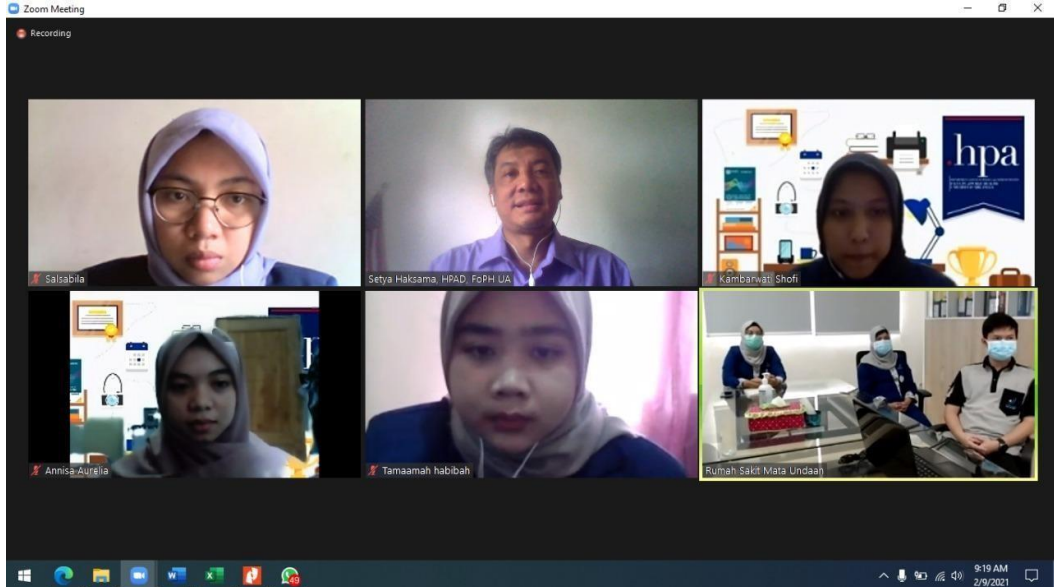 Zoom Meeting
Recording
.hpa
Salsabila
Setya Haksama, HPAD, FoPH UA
Kambarwati Shofi
Annisa Aurelia
Tamaamah habibah
Rumah Sakit Mata Undaan
49
9:19 AM
2/9/2021